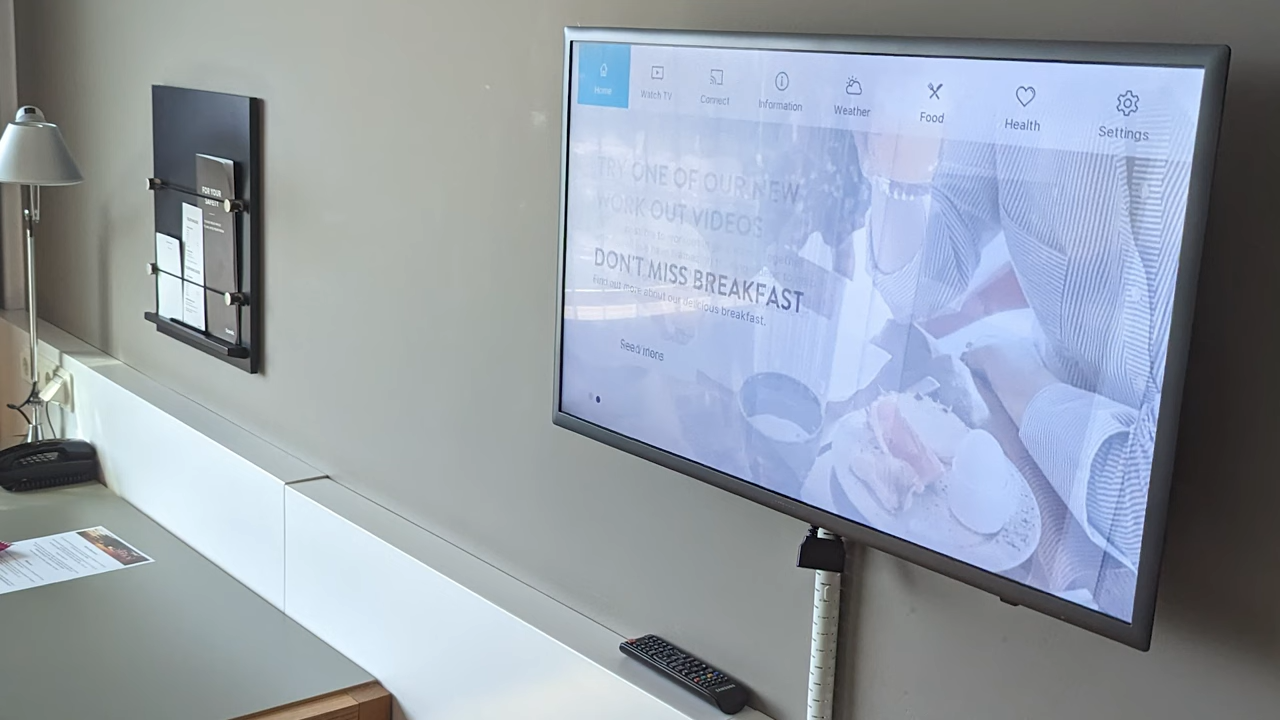 Home
Watch TV
Connect
Information
Weather
Food
Health
Settings
TRY ONE OF OUR NEW
WORK OUT VIDEOS
DON'T MISS BREAKFAST
Find out more about our delicious breakfast.
Read more
FOR YOUR
SAFETY
SAMSUNG